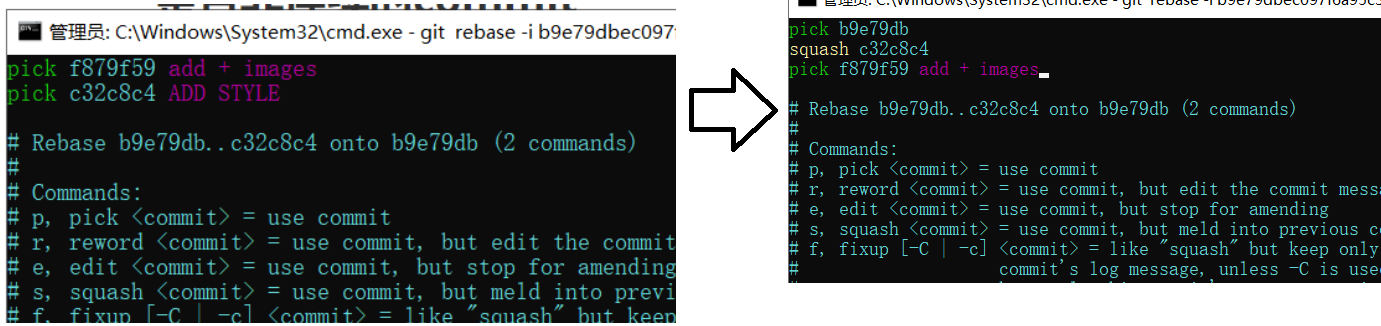 管理员: C:\Windows\System32\cmd.exe - git rebase -i b9e79dbec097f
pick f879f59 add + images
pick c32c8c4 ADD STYLE
# Rebase b9e79db..c32c8c4 onto b9e79db (2 commands)
#
# Commands:
# p, pick <commit> = use commit
# r, reword <commit> = use commit, but edit the commit
# e, edit <commit> = use commit, but stop for amending
# s, squash <commit> = use commit, but meld into previ
# f, fixup [-C | -c] <commit> = like "squash" but keep
管理员: C:\Windows\System32\cmd.exe - git rebase -i b9e79dbec097f6a95c3
pick b9e79db
squash c32c8c4
pick f879f59 add + images
# Rebase b9e79db..c32c8c4 onto b9e79db (2 commands)
#
# Commands:
# p, pick <commit> = use commit
# r, reword <commit> = use commit, but edit the commit messa
# e, edit <commit> = use commit, but stop for amending
# s, squash <commit> = use commit, but meld into previous co
# f, fixup [-C | -c] <commit> = like "squash" but keep only
# commit's log message, unless -C is used